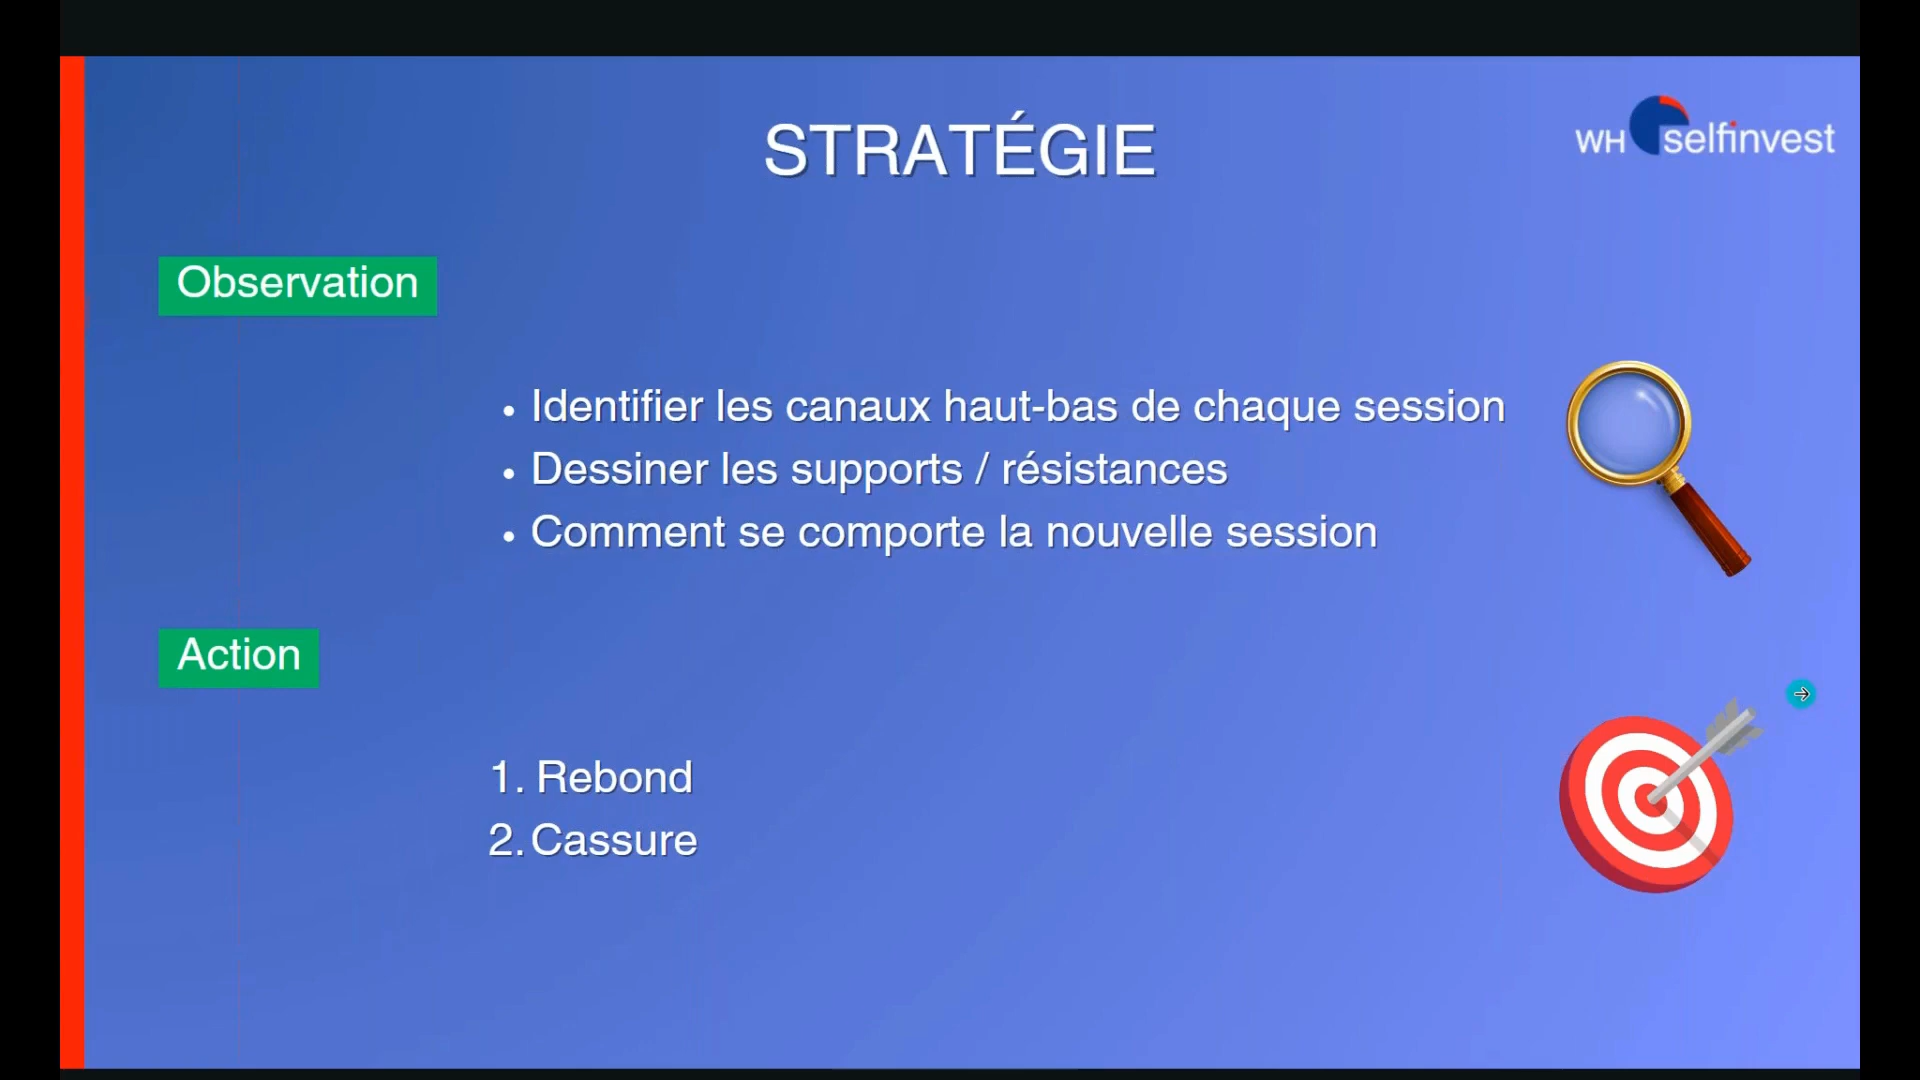 STRATÉGIE
WH selfinvest
Observation
• Identifier les canaux haut-bas de chaque session
• Dessiner les supports / résistances
• Comment se comporte la nouvelle session
Action
1. Rebond
2. Cassure